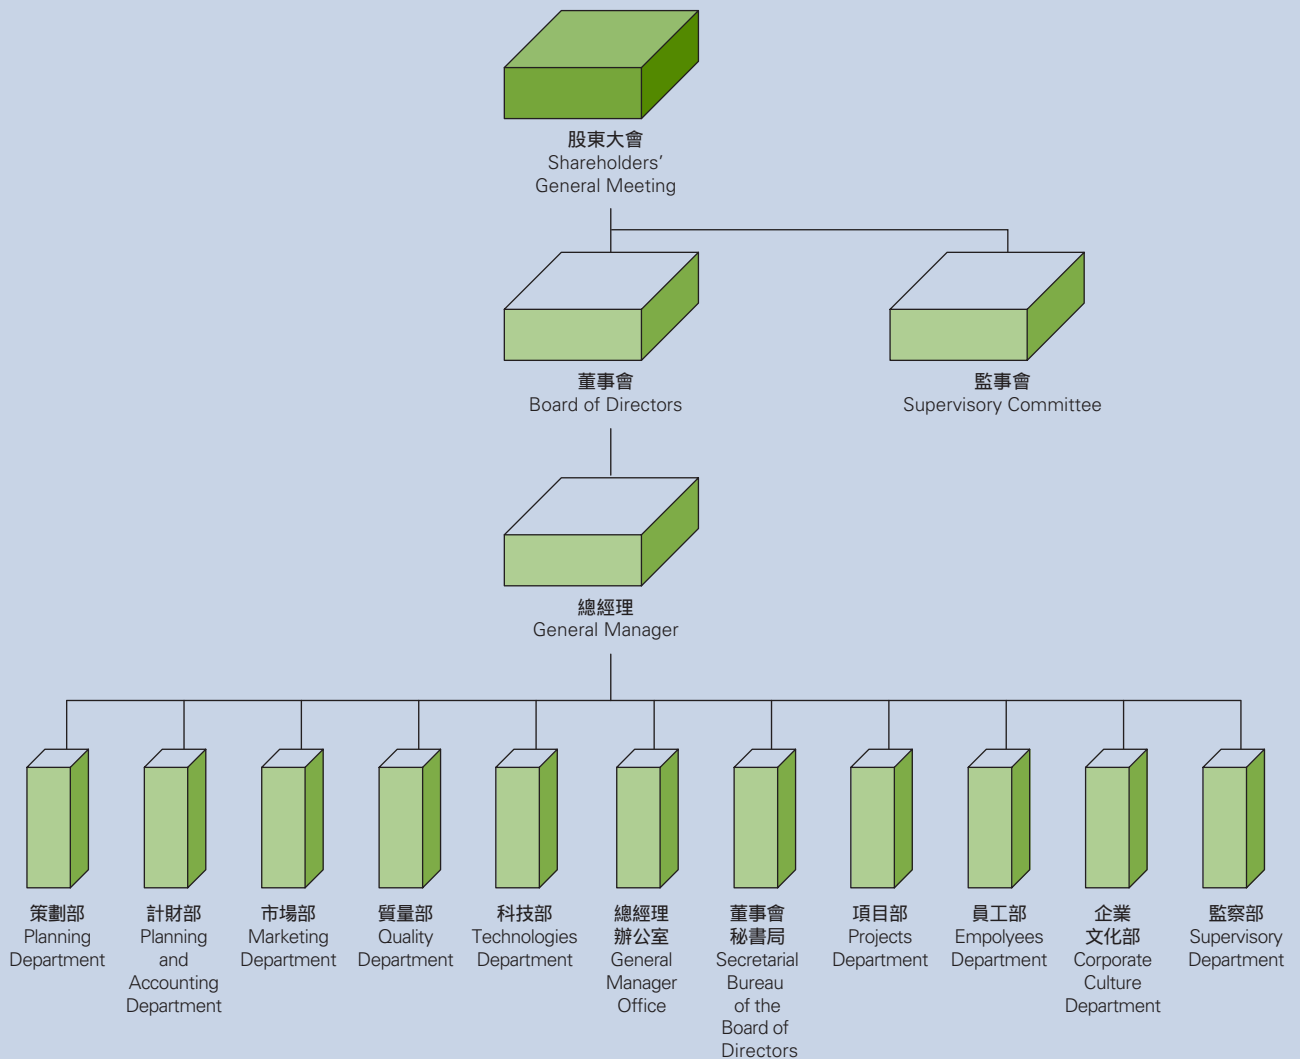 股東大會
Shareholders'
General Meeting
董事會
Board of Directors
監事會
Supervisory Committee
總經理
General Manager
策劃部
Planning
Department
計財部
Planning
and
Accounting
Department
市場部
Marketing
Department
質量部
Quality
Department
科技部
Technologies
Department
總經理
辦公室
General
Manager
Office
董事會
秘書局
Secretarial
Bureau
of the
Board of
Directors
項目部
Projects
Department
員工部
Empolyees
Department
企業
文化部
Corporate
Culture
Department
監察部
Supervisory
Department